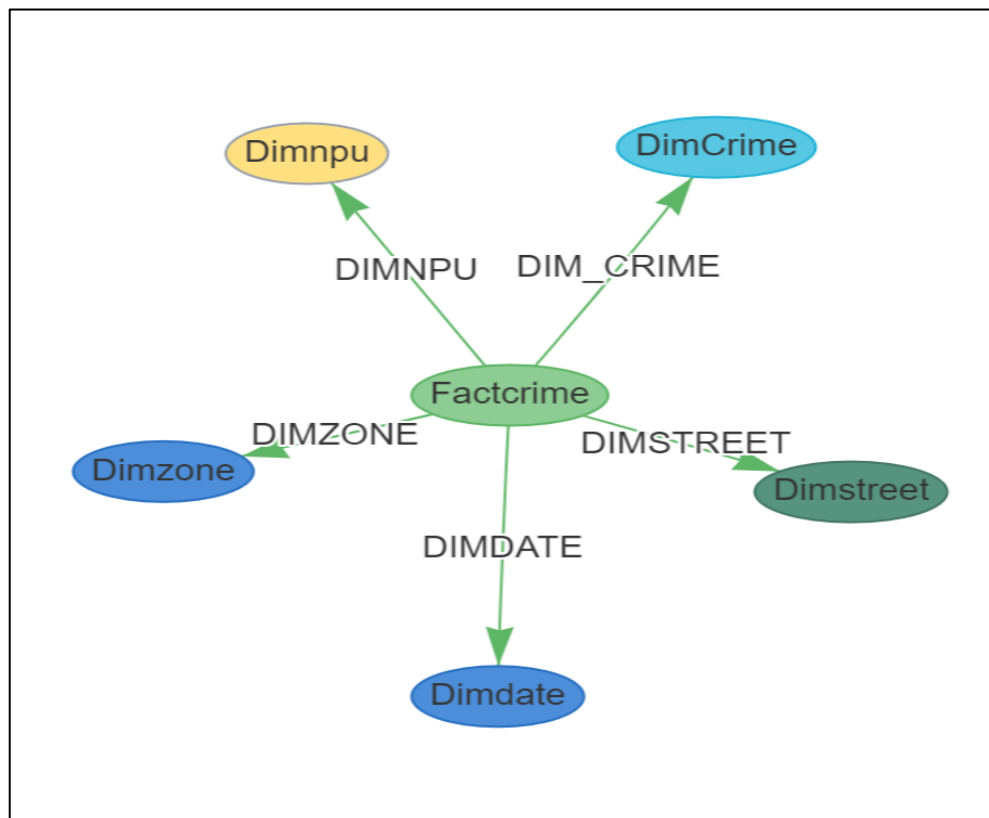 Dimnpu
DimCrime
DIMNPU
DIM_CRIME
Factcrime
DIMZONE
DIMSTREET
Dimzone
Dimstreet
DIMDATE
Dimdate